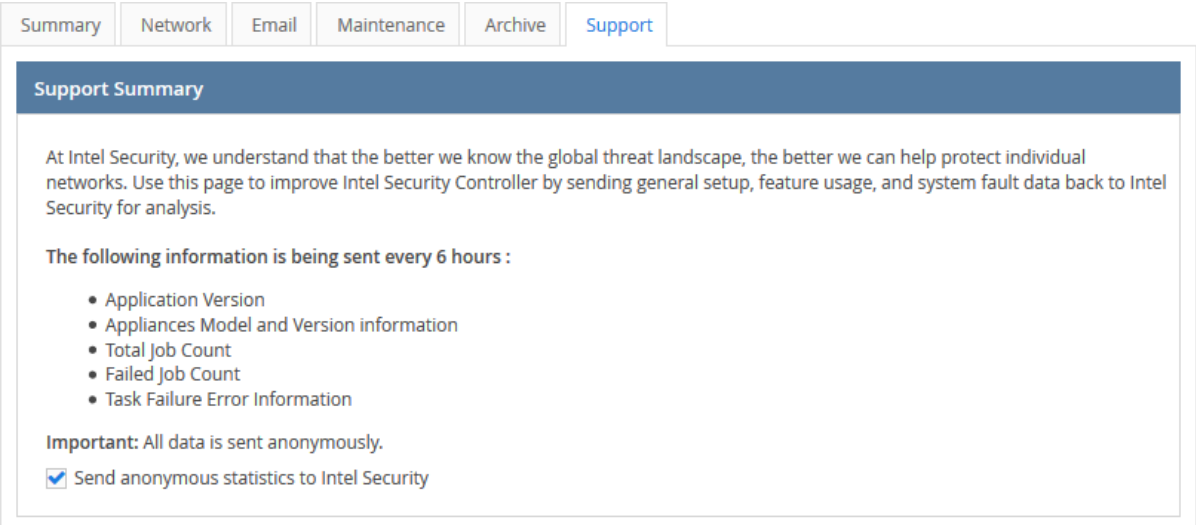 Summary Network Email Maintenance Archive Support
Support Summary
At Intel Security, we understand that the better we know the global threat landscape, the better we can help protect individual
networks. Use this page to improve Intel Security Controller by sending general setup, feature usage, and system fault data back to Intel
Security for analysis.
The following information is being sent every 6 hours :
• Application Version
• Appliances Model and Version information
• Total Job Count
• Failed Job Count
• Task Failure Error Information
Important: All data is sent anonymously.
Send anonymous statistics to Intel Security